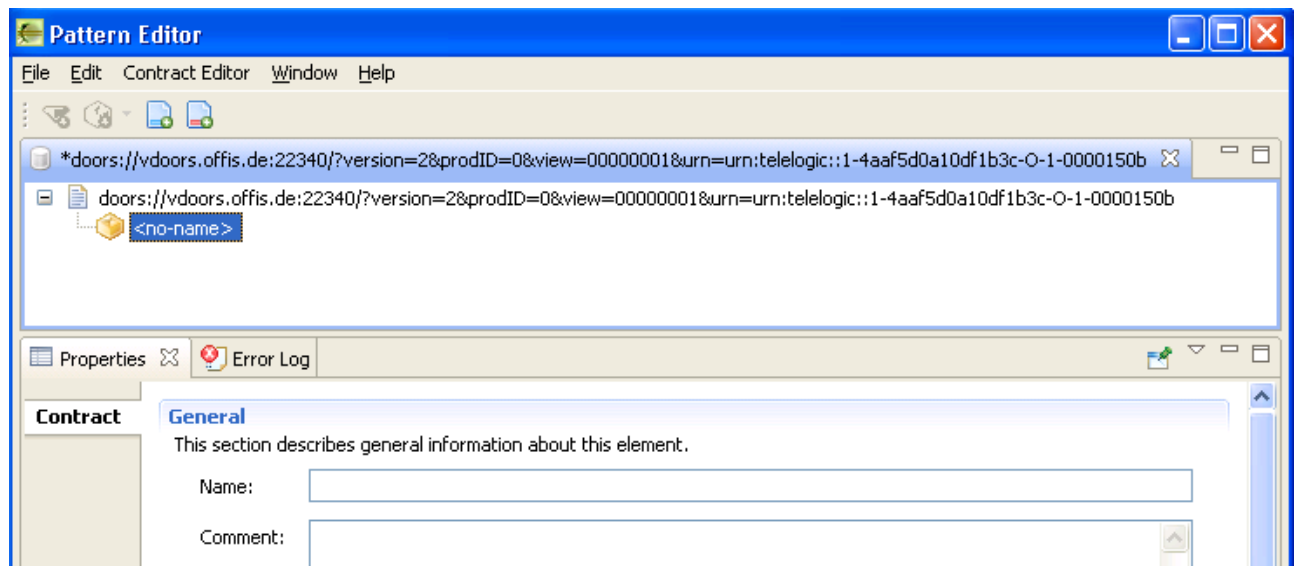 Pattern Editor
File Edit Contract Editor Window Help
*doors://vdoors.offis.de:22340/?version=2&prodID=0&view=00000001&urn=urn:telelogic::1-4aaf5d0a10df1b3c-O-1-0000150b
doors://vdoors.offis.de:22340/?version=2&prodID=0&view=00000001&urn=urn:telelogic::1-4aaf5d0a10df1b3c-O-1-0000150b
<no-name>
Properties Error Log
Contract General
This section describes general information about this element.
Name:
Comment: